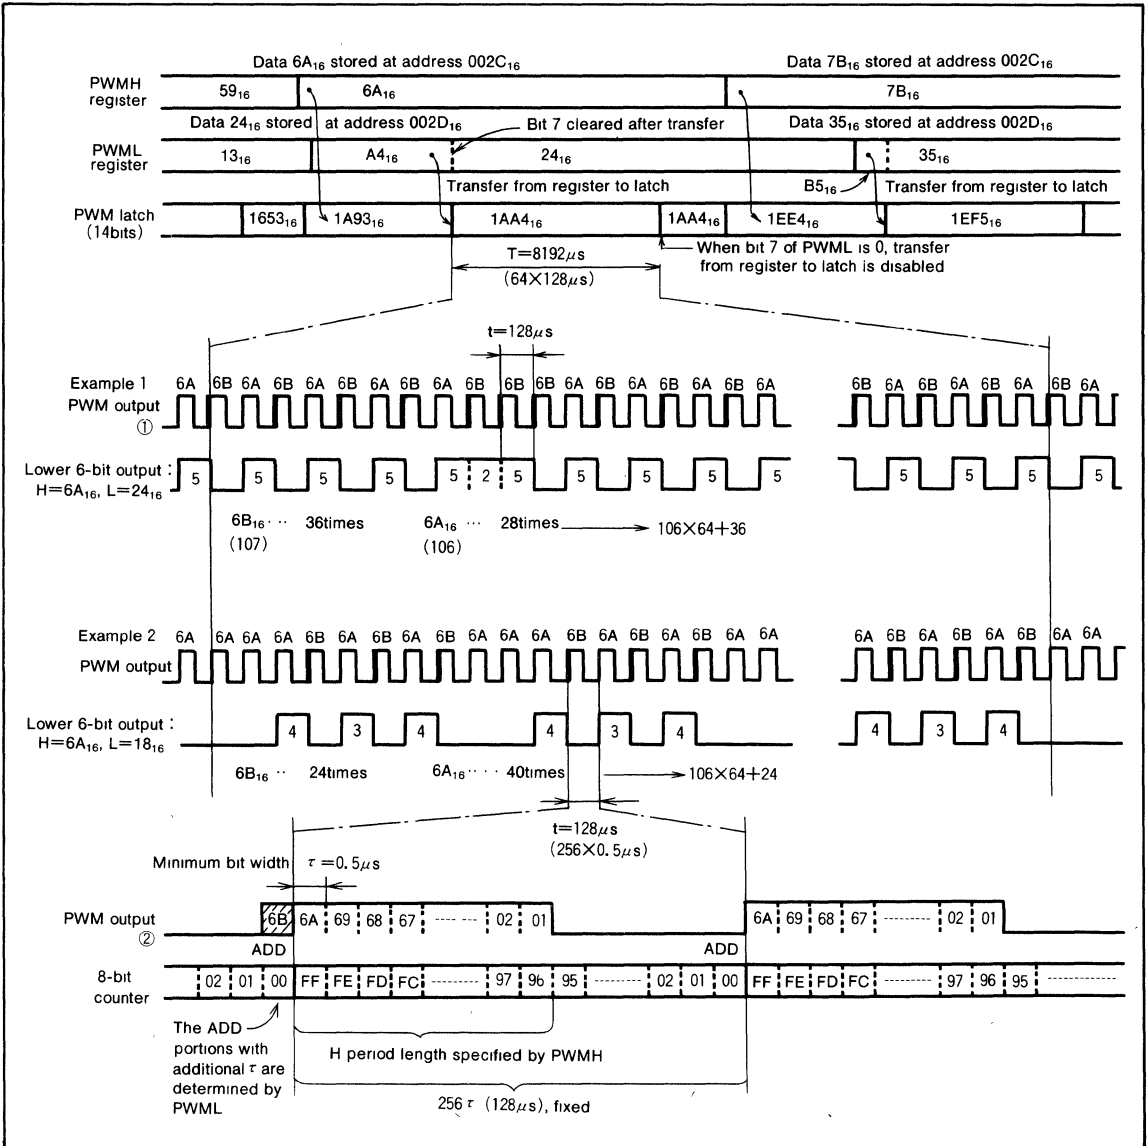 Data 6A16 stored at address 002C16 Data 7B16 stored at address 002C16
PWMH register 5916 6A16 7B16
Data 2416 stored at address 002D16 Bit 7 cleared after transfer Data 3516 stored at address 002D16
PWML register 1316 A416 2416 3516
Transfer from register to latch B516 Transfer from register to latch
PWM latch (14bits) 165316 1A9316 1AA416 1AA416 1EE416 1EF516
T=8192μs
(64×128μs)
When bit 7 of PWML is 0, transfer
from register to latch is disabled
t=128μs
Example 1 6A 6B 6A 6B 6A 6B 6A 6B 6A 6B 6B 6B 6A 6B 6A 6B 6A 6B 6A 6B 6A 6B 6A 6B 6A
PWM output
①
Lower 6-bit output : 5 5 5 5 5 2 5 5 5 5 5 5 5 5
H=6A16, L=2416
6B16 ·· 36times 6A16 ··· 28times 106×64+36
(107) (106)
Example 2 6A 6A 6A 6A 6B 6A 6B 6A 6B 6A 6A 6A 6B 6A 6B 6A 6B 6A 6A 6A 6B 6A 6B 6A 6B 6A 6A
PWM output
Lower 6-bit output : 4 3 4 4 3 4 4 3 4
H=6A16, L=1816
6B16 ·· 24times 6A16 ···· 40times 106×64+24
t=128μs
(256×0.5μs)
Minimum bit width τ=0.5μs
PWM output 6B 6A 69 68 67 02 01 6A 69 68 67 02 01
②
ADD ADD
8-bit counter 02 01 00 FF FE FD FC 97 96 95 02 01 00 FF FE FD FC 97 96 95
The ADD
portions with
additional τ are
determined by
PWML
H period length specified by PWMH
256τ (128μs), fixed